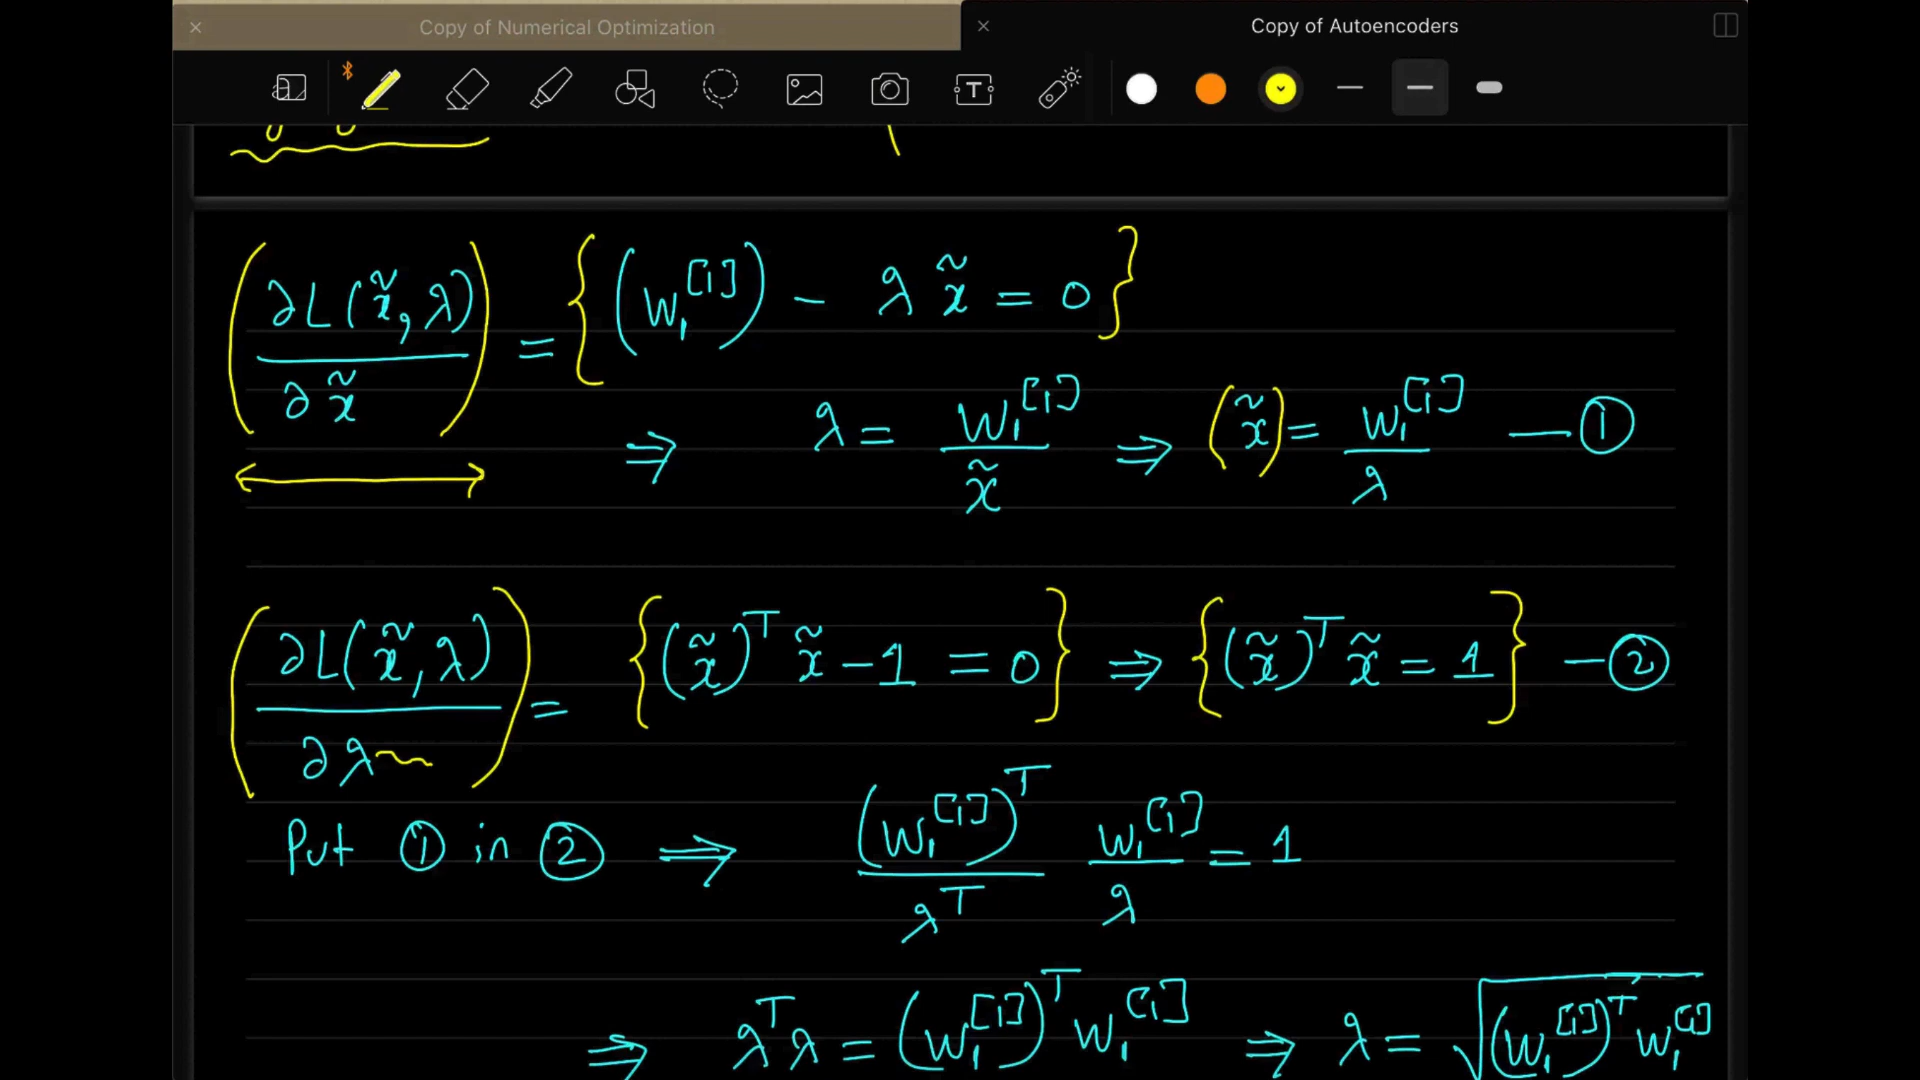 Copy of Numerical Optimization
Copy of Autoencoders
(∂L(x̃, λ) / ∂x̃) = {(W₁^[1]) − λ x̃ = 0}
⇒ λ = W₁^[1] / x̃ ⇒ (x̃) = W₁^[1] / λ — ①
(∂L(x̃, λ) / ∂λ) = {(x̃)^T x̃ − 1 = 0} ⇒ {(x̃)^T x̃ = 1} — ②
Put ① in ② ⇒ (W₁^[1])^T / λ^T W₁^[1] / λ = 1
⇒ λ^T λ = (W₁^[1])^T W₁^[1] ⇒ λ = √((W₁^[1])^T W₁^[1])